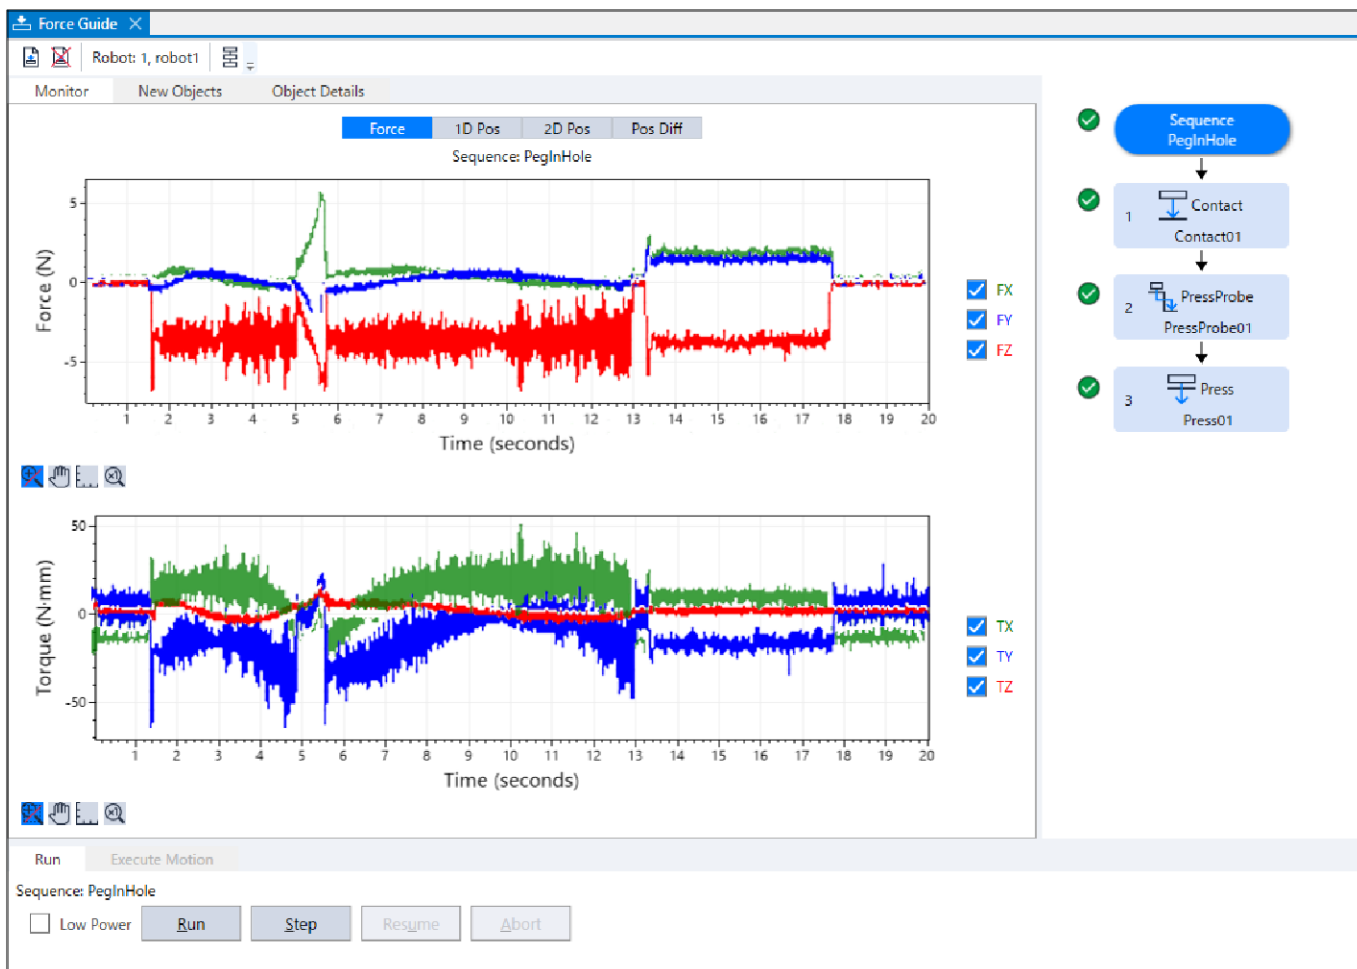 Force Guide
Robot: 1, robot1
Monitor New Objects Object Details
Force 1D Pos 2D Pos Pos Diff
Sequence: PegInHole
Force (N)
5
0
-5
1 2 3 4 5 6 7 8 9 10 11 12 13 14 15 16 17 18 19 20
Time (seconds)
FX
FY
FZ
Torque (N·mm)
50
0
-50
1 2 3 4 5 6 7 8 9 10 11 12 13 14 15 16 17 18 19 20
Time (seconds)
TX
TY
TZ
Sequence
PegInHole
1 Contact
Contact01
2 PressProbe
PressProbe01
3 Press
Press01
Run Execute Motion
Sequence: PegInHole
Low Power Run Step Resume Abort